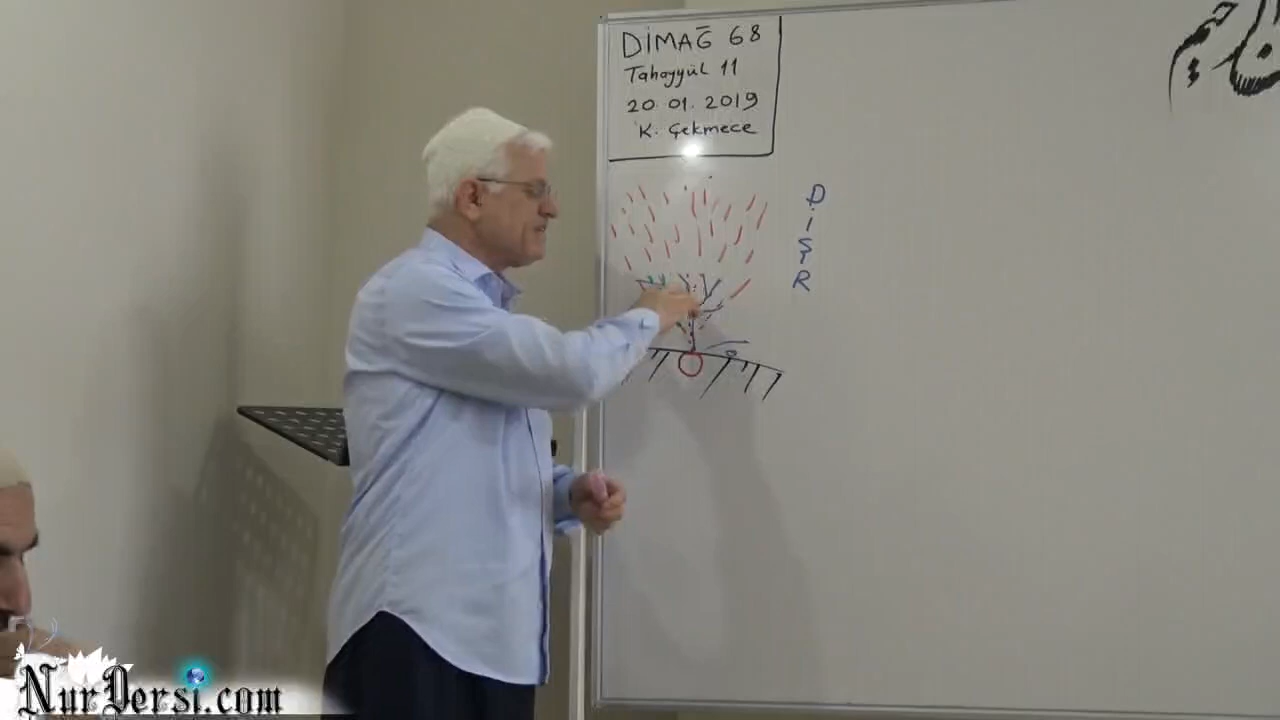 DİMAĞ 68
Tahayyül 11
20.01.2019
K. Çekmece
NurDersi.com